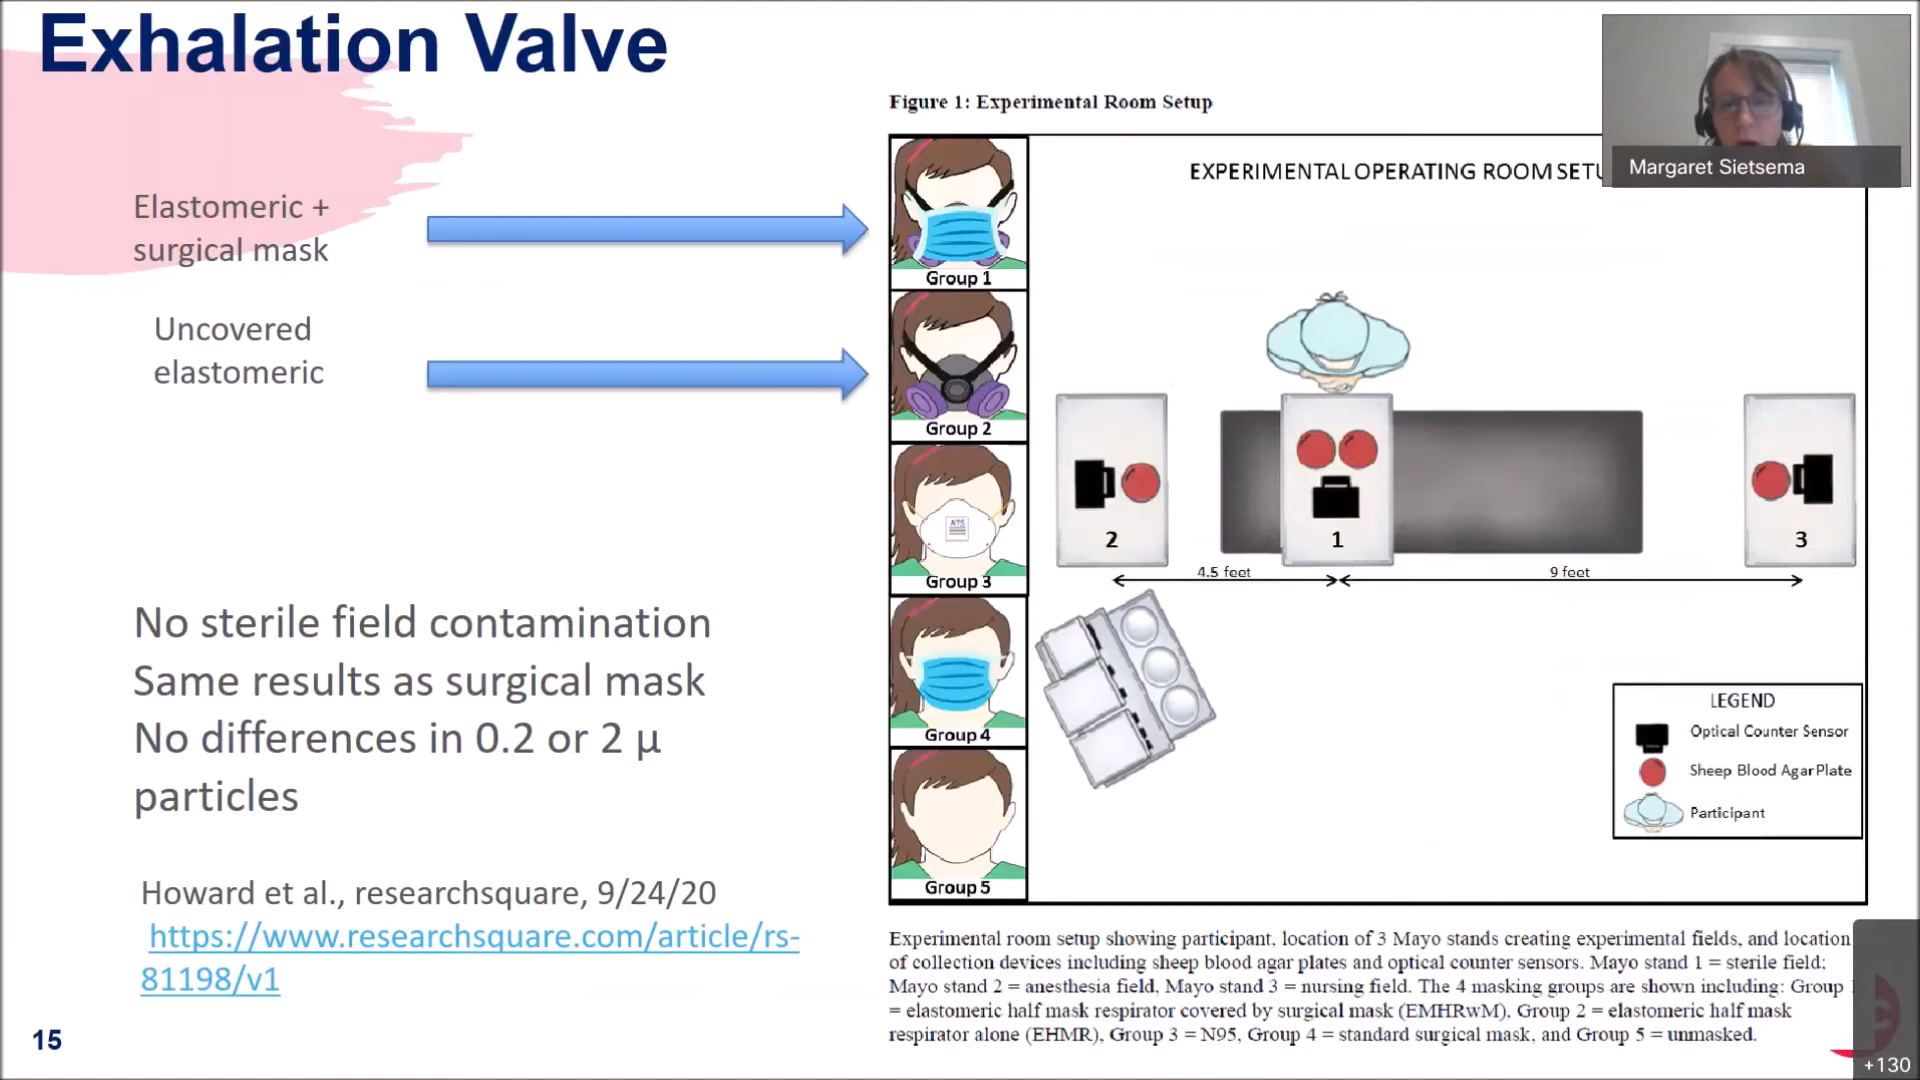 Exhalation Valve
Margaret Sietsema
Elastomeric +
surgical mask
Uncovered
elastomeric
No sterile field contamination
Same results as surgical mask
No differences in 0.2 or 2 µ
particles
Howard et al., researchsquare, 9/24/20
https://www.researchsquare.com/article/rs-
81198/v1
15
Figure 1: Experimental Room Setup
EXPERIMENTAL OPERATING ROOM SETU
Group 1
Group 2
N95
Group 3
Group 4
Group 5
2
1
3
4.5 feet
9 feet
LEGEND
Optical Counter Sensor
Sheep Blood Agar Plate
Participant
Experimental room setup showing participant, location of 3 Mayo stands creating experimental fields, and location
of collection devices including sheep blood agar plates and optical counter sensors. Mayo stand 1 = sterile field;
Mayo stand 2 = anesthesia field, Mayo stand 3 = nursing field. The 4 masking groups are shown including: Group 1
= elastomeric half mask respirator covered by surgical mask (EMHRwM), Group 2 = elastomeric half mask
respirator alone (EHMR), Group 3 = N95, Group 4 = standard surgical mask, and Group 5 = unmasked.
+130